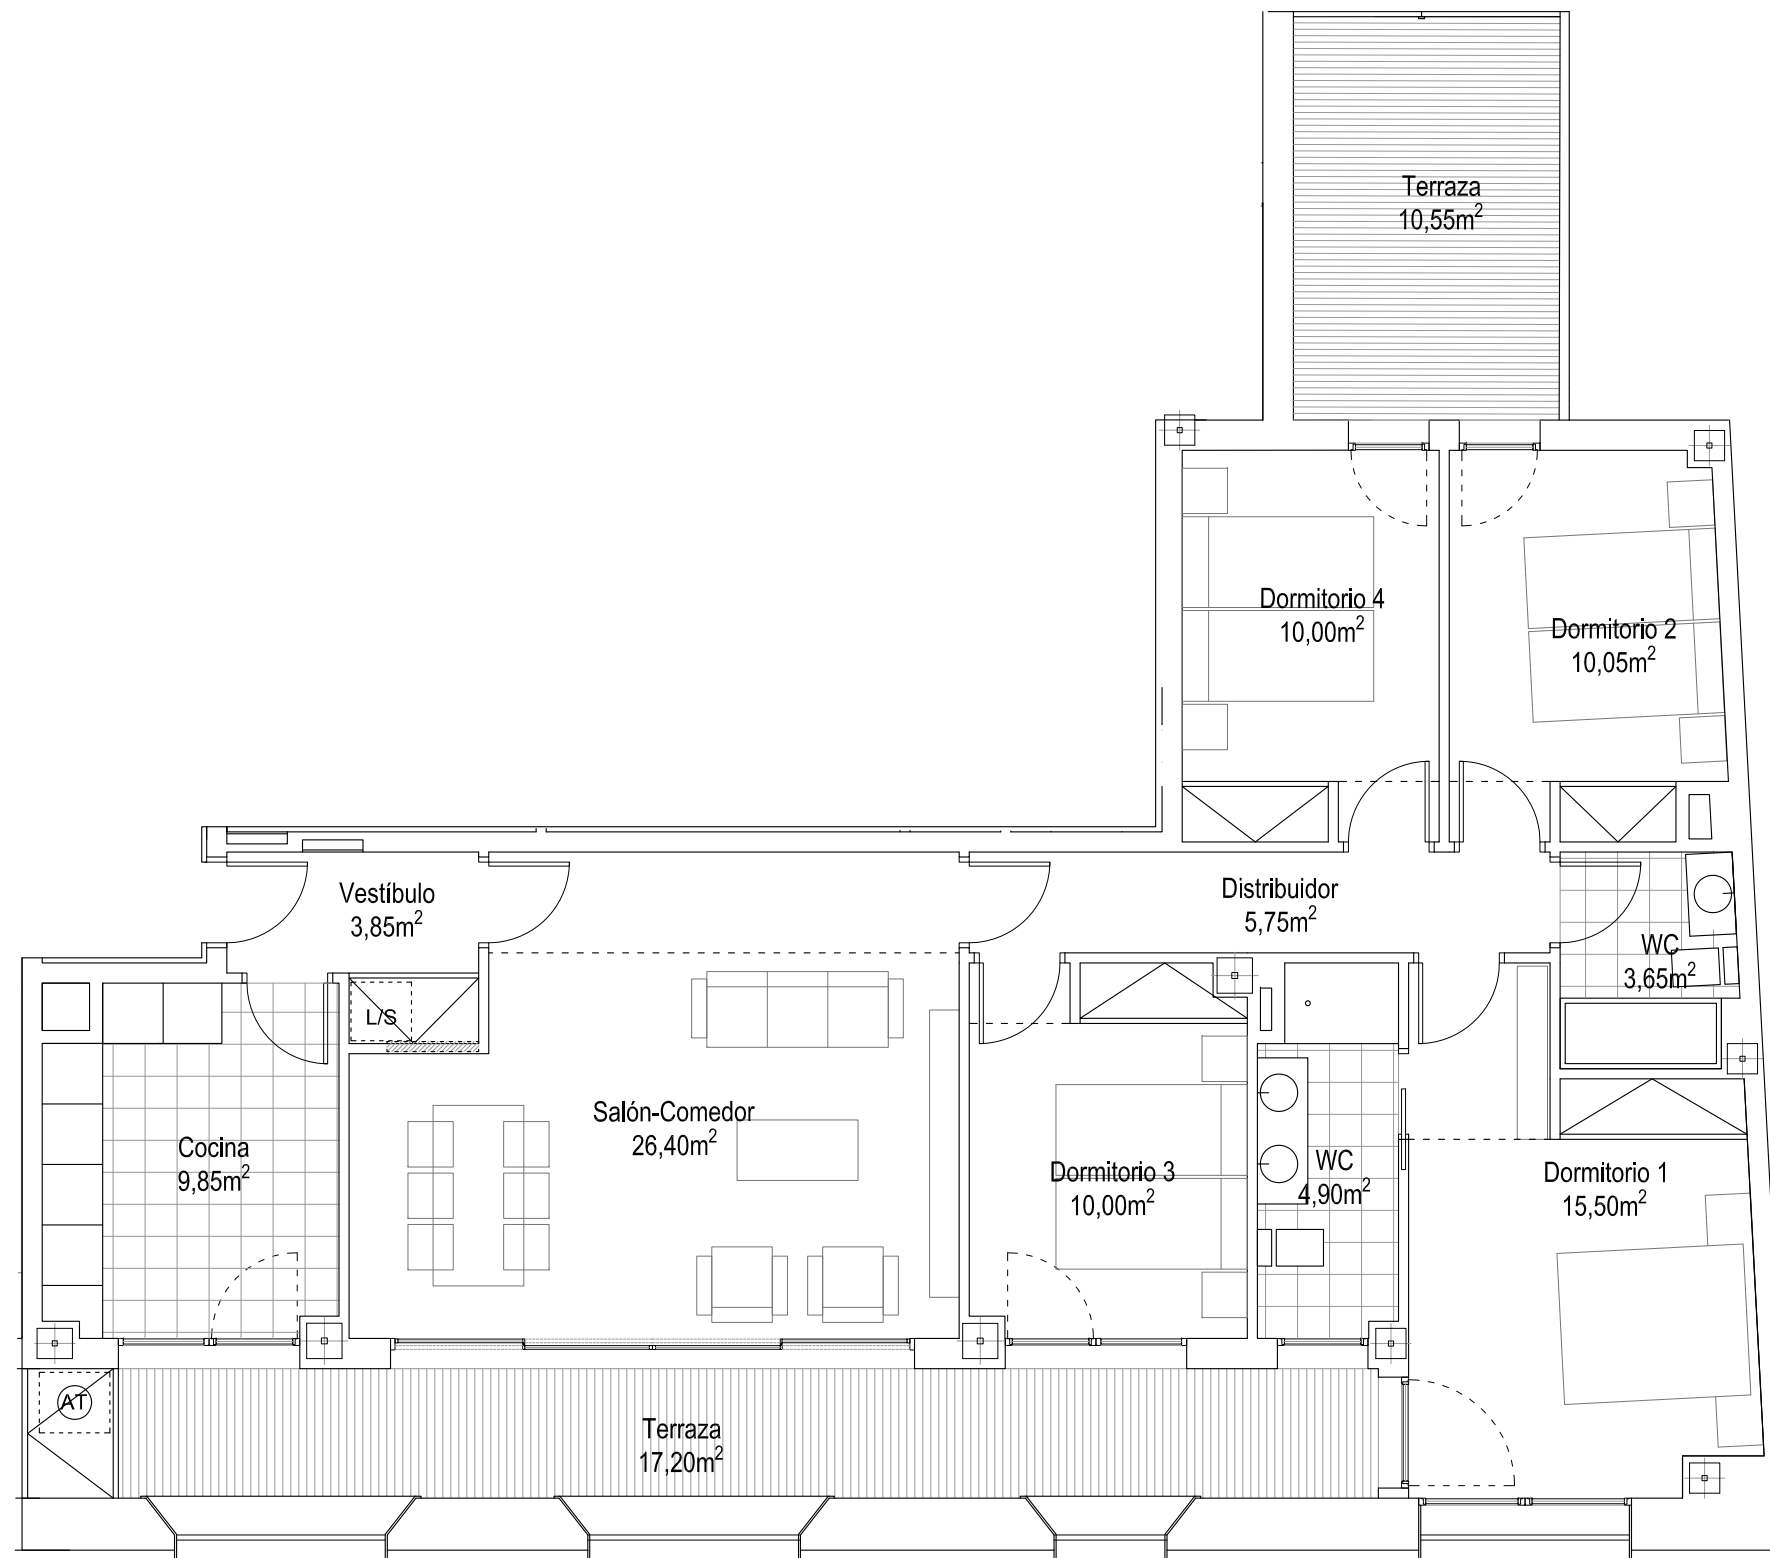 Terraza
10,55m²
Dormitorio 4
10,00m²
Dormitorio 2
10,05m²
Vestíbulo
3,85m²
Distribuidor
5,75m²
WC
3,65m²
L/S
Salón-Comedor
26,40m²
Cocina
9,85m²
Dormitorio 3
10,00m²
WC
4,90m²
Dormitorio 1
15,50m²
AT
Terraza
17,20m²